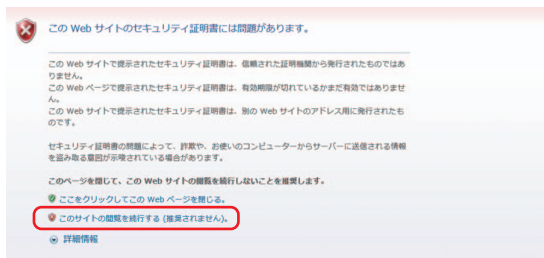 この Web サイトのセキュリティ証明書には問題があります。
この Web サイトで提示されたセキュリティ証明書は、信頼された証明機関から発行されたものではあ
りません。
この Web ページで提示されたセキュリティ証明書は、有効期限が切れているかまだ有効ではありませ
ん。
この Web サイトで提示されたセキュリティ証明書は、別の Web サイトのアドレス用に発行されたも
のです。
セキュリティ証明書の問題によって、詐欺や、お使いのコンピューターからサーバーに送信される情報
を盗み取る意図が示唆されている場合があります。
このページを閉じて、この Web サイトの閲覧を続行しないことを推奨します。
ここをクリックしてこの Web ページを閉じる。
このサイトの閲覧を続行する (推奨されません)。
詳細情報